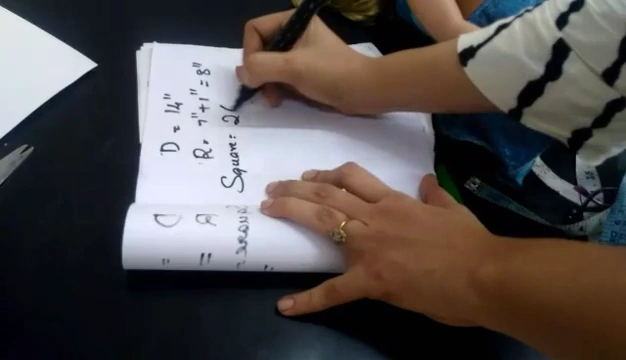 D = 14"
R = 7"+1" = 8"
Square = 2(
D
=
R
=